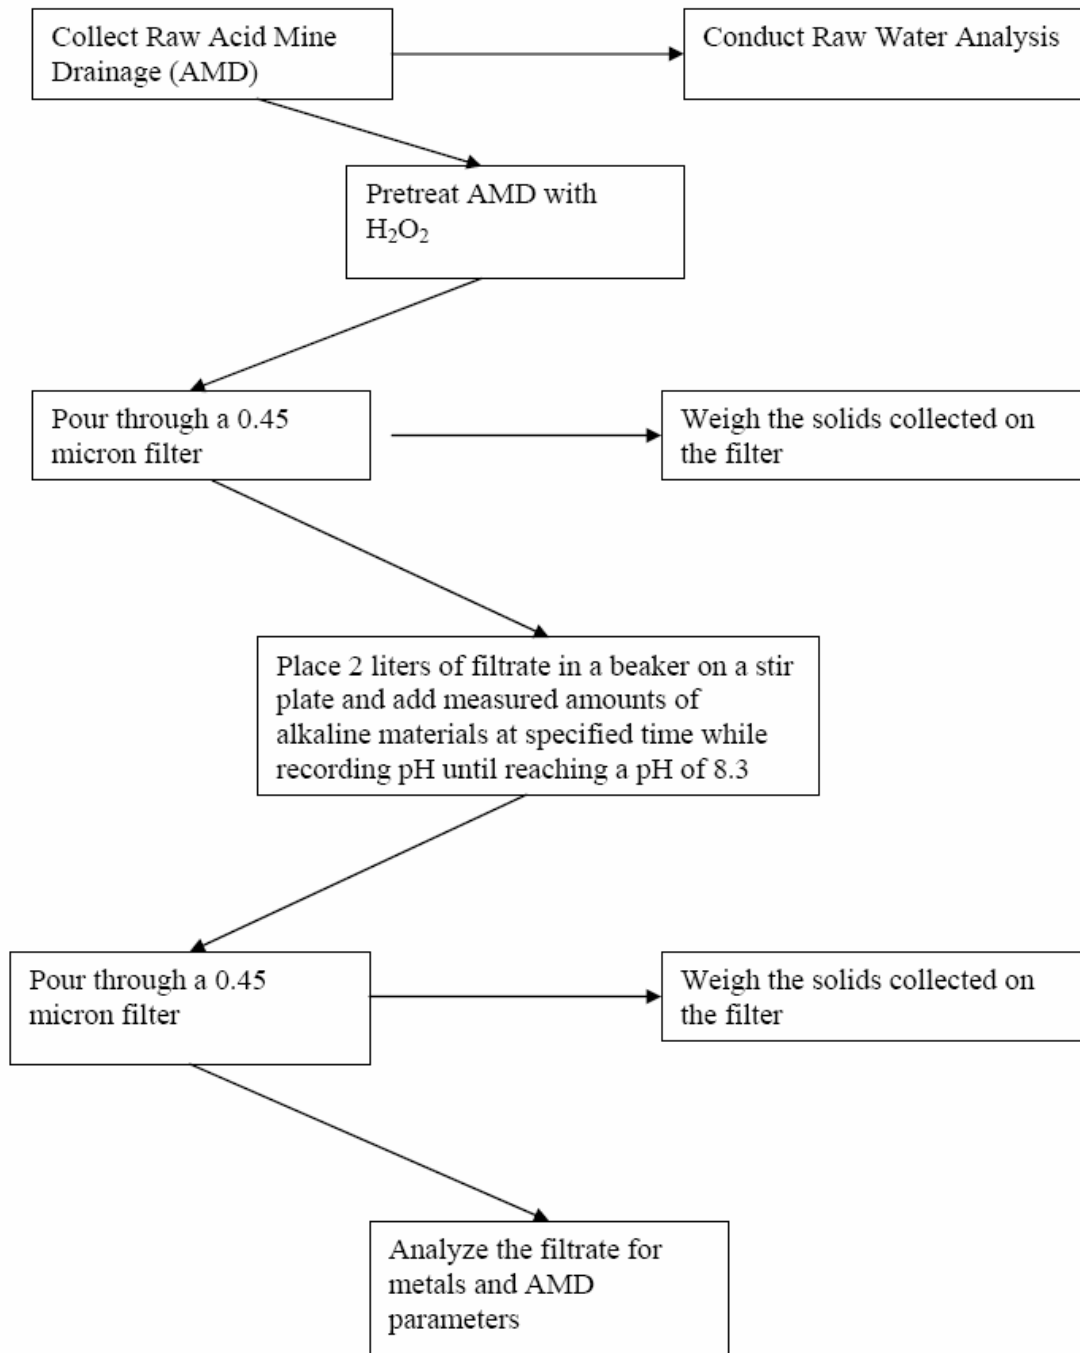 Collect Raw Acid Mine
Drainage (AMD)
Conduct Raw Water Analysis
Pretreat AMD with
H₂O₂
Pour through a 0.45
micron filter
Weigh the solids collected on
the filter
Place 2 liters of filtrate in a beaker on a stir
plate and add measured amounts of
alkaline materials at specified time while
recording pH until reaching a pH of 8.3
Pour through a 0.45
micron filter
Weigh the solids collected on
the filter
Analyze the filtrate for
metals and AMD
parameters